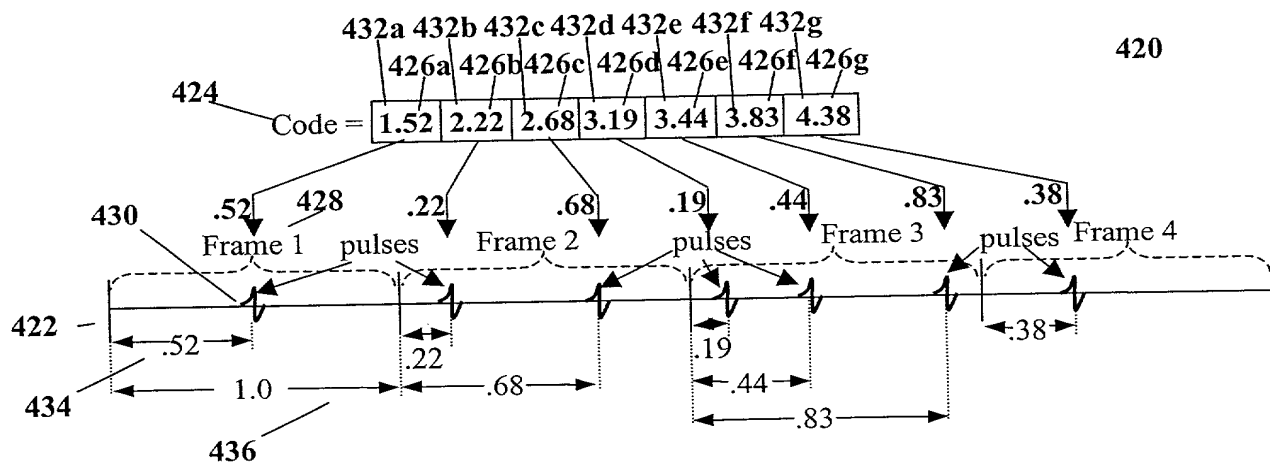 432a 432b 432c 432d 432e 432f 432g
420
426a 426b 426c 426d 426e 426f 426g
424
Code = 1.52 2.22 2.68 3.19 3.44 3.83 4.38
.52 428 .22 .68 .19 .44 .83 .38
430
Frame 1 pulses Frame 2 pulses Frame 3 pulses Frame 4
422
.52 .22 .19 .38
434
1.0 .68 .44
.83
436